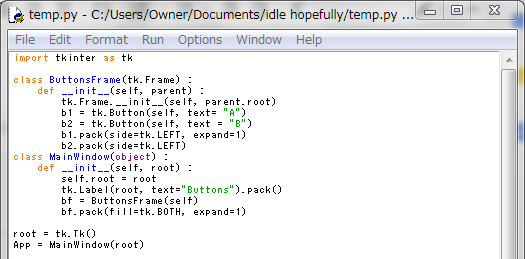 temp.py - C:/Users/Owner/Documents/idle hopefully/temp.py ...
File Edit Format Run Options Window Help
import tkinter as tk

class ButtonsFrame(tk.Frame) :
    def __init__(self, parent) :
        tk.Frame.__init__(self, parent.root)
        b1 = tk.Button(self, text= "A")
        b2 = tk.Button(self, text = "B")
        b1.pack(side=tk.LEFT, expand=1)
        b2.pack(side=tk.LEFT)
class MainWindow(object) :
    def __init__(self, root) :
        self.root = root
        tk.Label(root, text="Buttons").pack()
        bf = ButtonsFrame(self)
        bf.pack(fill=tk.BOTH, expand=1)

root = tk.Tk()
App = MainWindow(root)